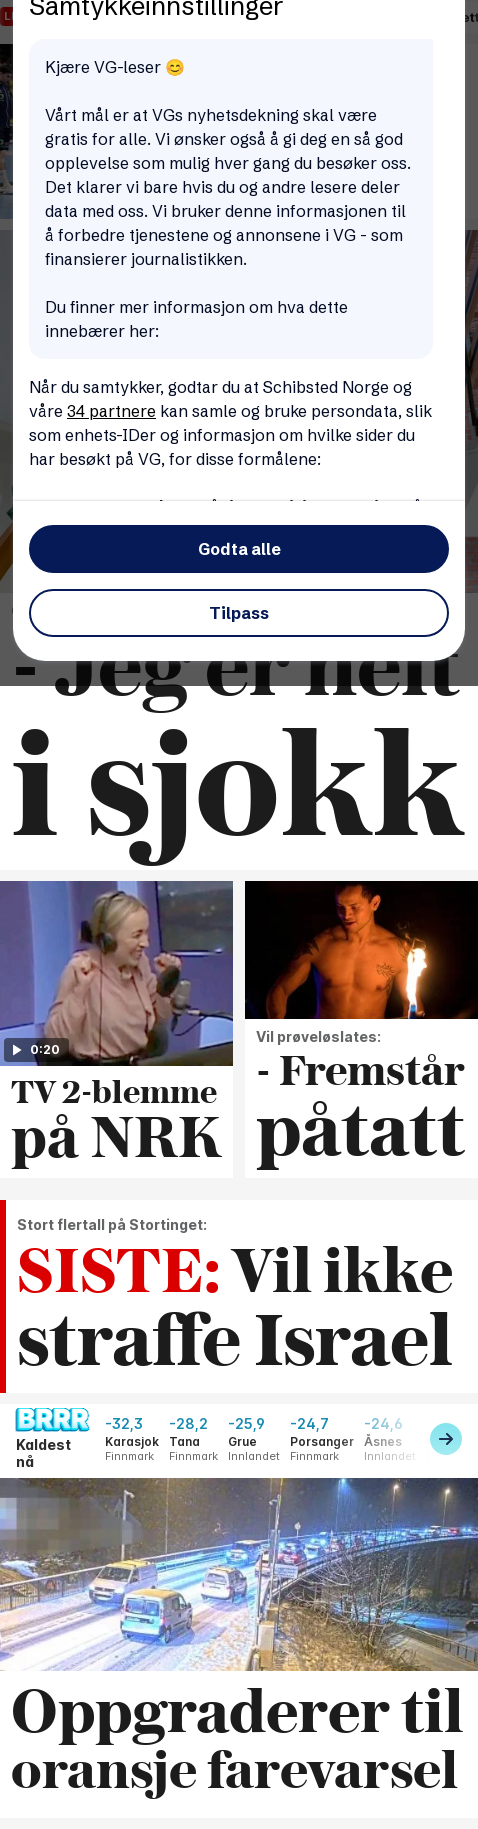 Samtykkeinnstillinger
Kjære VG-leser 😊
Vårt mål er at VGs nyhetsdekning skal være
gratis for alle. Vi ønsker også å gi deg en så god
opplevelse som mulig hver gang du besøker oss.
Det klarer vi bare hvis du og andre lesere deler
data med oss. Vi bruker denne informasjonen til
å forbedre tjenestene og annonsene i VG - som
finansierer journalistikken.
Du finner mer informasjon om hva dette
innebærer her:
Når du samtykker, godtar du at Schibsted Norge og
våre 34 partnere kan samle og bruke persondata, slik
som enhets-IDer og informasjon om hvilke sider du
har besøkt på VG, for disse formålene:
Godta alle
Tilpass
- Jeg er helt
i sjokk
0:20
TV 2-blemme
på NRK
Vil prøveløslates:
- Fremstår
påtatt
Stort flertall på Stortinget:
SISTE: Vil ikke
straffe Israel
BRRR
Kaldest
nå
-32,3
Karasjok
Finnmark
-28,2
Tana
Finnmark
-25,9
Grue
Innlandet
-24,7
Porsanger
Finnmark
-24,6
Åsnes
Innlandet
Oppgraderer til
oransje farevarsel